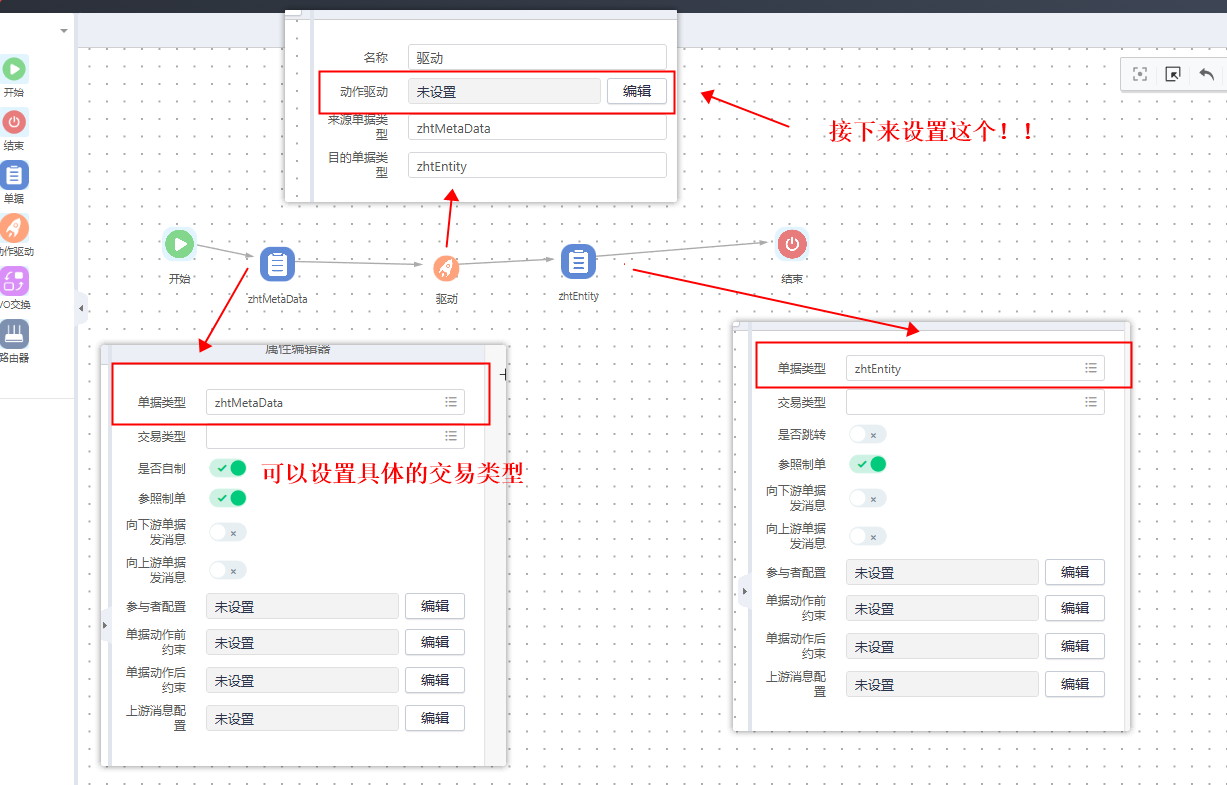 名称
驱动
动作驱动
未设置
编辑
来源单据类
型
zhtMetaData
目的单据类
型
zhtEntity
接下来设置这个！！
开始
结束
单据
动作驱动
VO交换
路由器
开始
zhtMetaData
驱动
zhtEntity
结束
属性编辑器
单据类型
zhtMetaData
交易类型
是否自制
可以设置具体的交易类型
参照制单
向下游单据
发消息
向上游单据
发消息
参与者配置
未设置
编辑
单据动作前
约束
未设置
编辑
单据动作后
约束
未设置
编辑
上游消息配
置
未设置
编辑
单据类型
zhtEntity
交易类型
是否跳转
参照制单
向下游单据
发消息
向上游单据
发消息
参与者配置
未设置
编辑
单据动作前
约束
未设置
编辑
单据动作后
约束
未设置
编辑
上游消息配
置
未设置
编辑